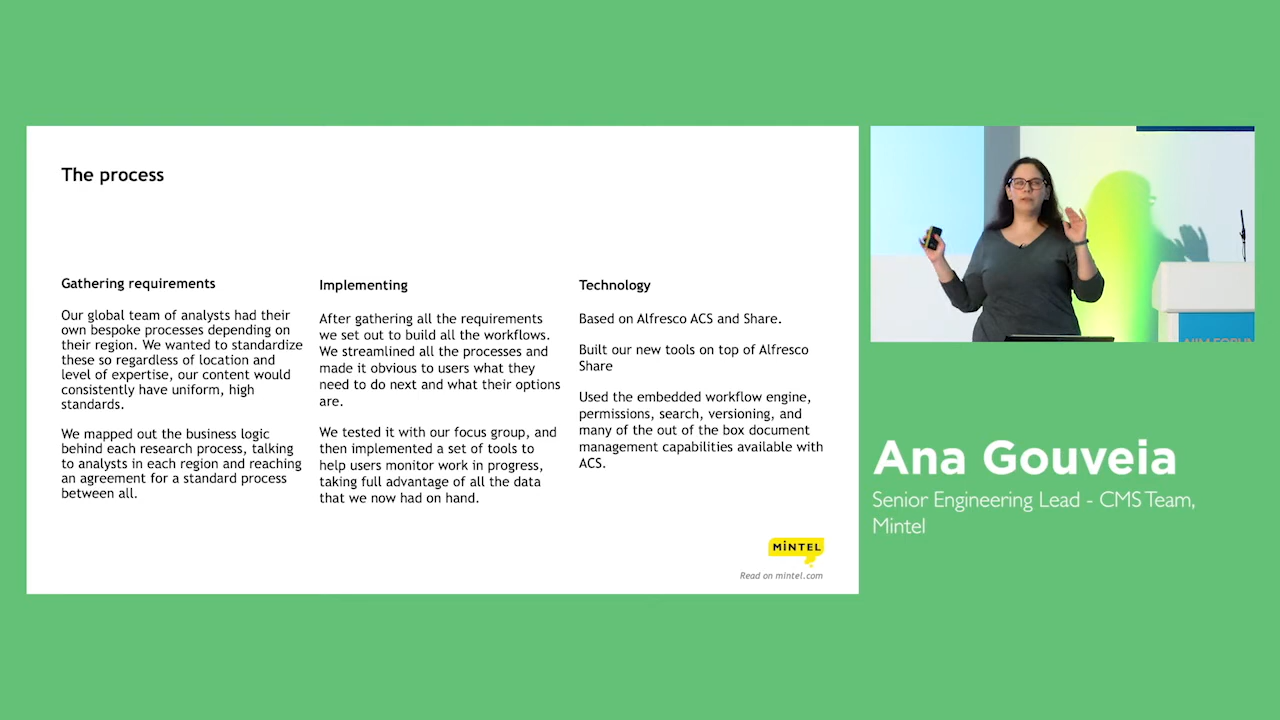 The process
Gathering requirements
Our global team of analysts had their
own bespoke processes depending on
their region. We wanted to standardize
these so regardless of location and
level of expertise, our content would
consistently have uniform, high
standards.
We mapped out the business logic
behind each research process, talking
to analysts in each region and reaching
an agreement for a standard process
between all.
Implementing
After gathering all the requirements
we set out to build all the workflows.
We streamlined all the processes and
made it obvious to users what they
need to do next and what their options
are.
We tested it with our focus group, and
then implemented a set of tools to
help users monitor work in progress,
taking full advantage of all the data
that we now had on hand.
Technology
Based on Alfresco ACS and Share.
Built our new tools on top of Alfresco
Share
Used the embedded workflow engine,
permissions, search, versioning, and
many of the out of the box document
management capabilities available with
ACS.
MiNTEL
Read on mintel.com
AIIM FORUM
Ana Gouveia
Senior Engineering Lead - CMS Team,
Mintel